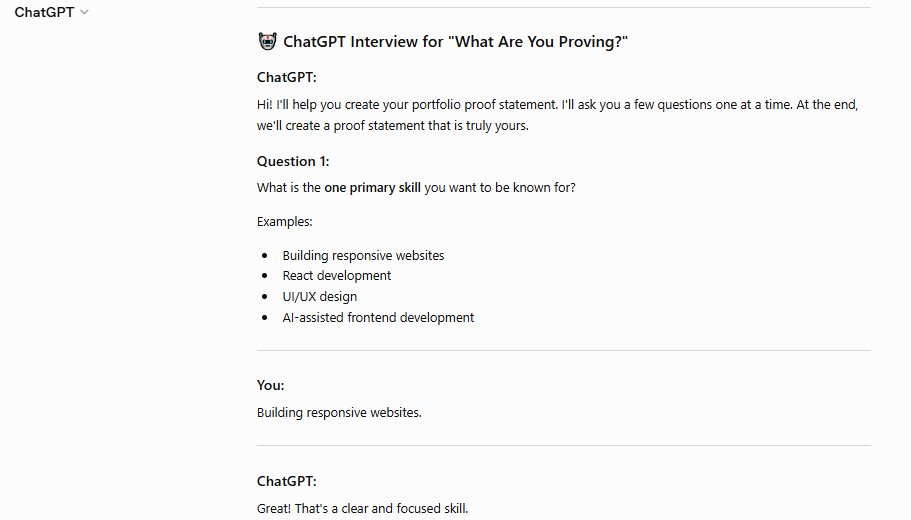 ChatGPT
ChatGPT Interview for "What Are You Proving?"
ChatGPT:
Hi! I'll help you create your portfolio proof statement. I'll ask you a few questions one at a time. At the end,
we'll create a proof statement that is truly yours.
Question 1:
What is the one primary skill you want to be known for?
Examples:
Building responsive websites
React development
UI/UX design
AI-assisted frontend development
You:
Building responsive websites.
ChatGPT:
Great! That's a clear and focused skill.